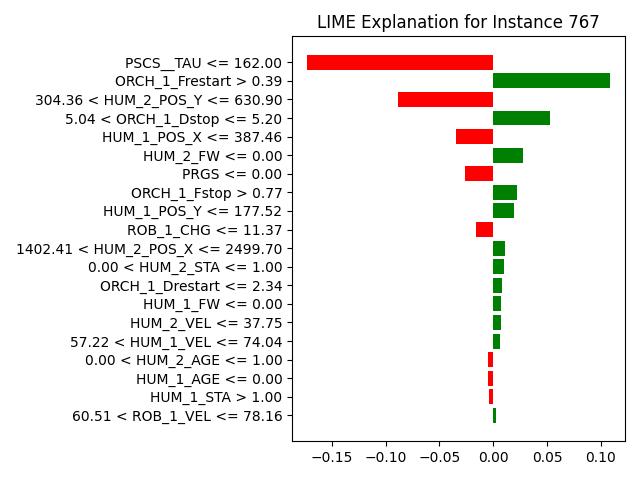 LIME Explanation for Instance 767
PSCS__TAU <= 162.00
ORCH_1_Frestart > 0.39
304.36 < HUM_2_POS_Y <= 630.90
5.04 < ORCH_1_Dstop <= 5.20
HUM_1_POS_X <= 387.46
HUM_2_FW <= 0.00
PRGS <= 0.00
ORCH_1_Fstop > 0.77
HUM_1_POS_Y <= 177.52
ROB_1_CHG <= 11.37
1402.41 < HUM_2_POS_X <= 2499.70
0.00 < HUM_2_STA <= 1.00
ORCH_1_Drestart <= 2.34
HUM_1_FW <= 0.00
HUM_2_VEL <= 37.75
57.22 < HUM_1_VEL <= 74.04
0.00 < HUM_2_AGE <= 1.00
HUM_1_AGE <= 0.00
HUM_1_STA > 1.00
60.51 < ROB_1_VEL <= 78.16
−0.15 −0.10 −0.05 0.00 0.05 0.10